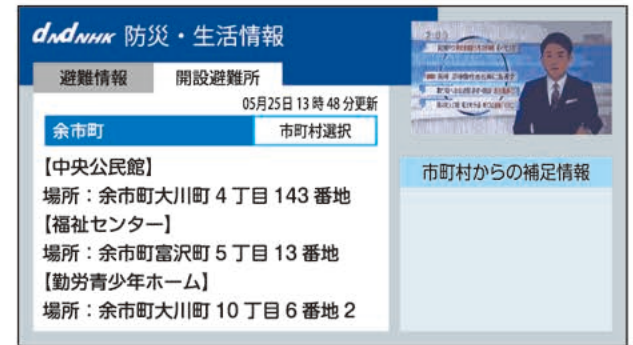 dNdNHK 防災・生活情報
避難情報 開設避難所
05月25日13時48分更新
余市町 市町村選択
【中央公民館】
場所：余市町大川町4丁目143番地
【福祉センター】
場所：余市町富沢町5丁目13番地
【勤労青少年ホーム】
場所：余市町大川町10丁目6番地2
市町村からの補足情報